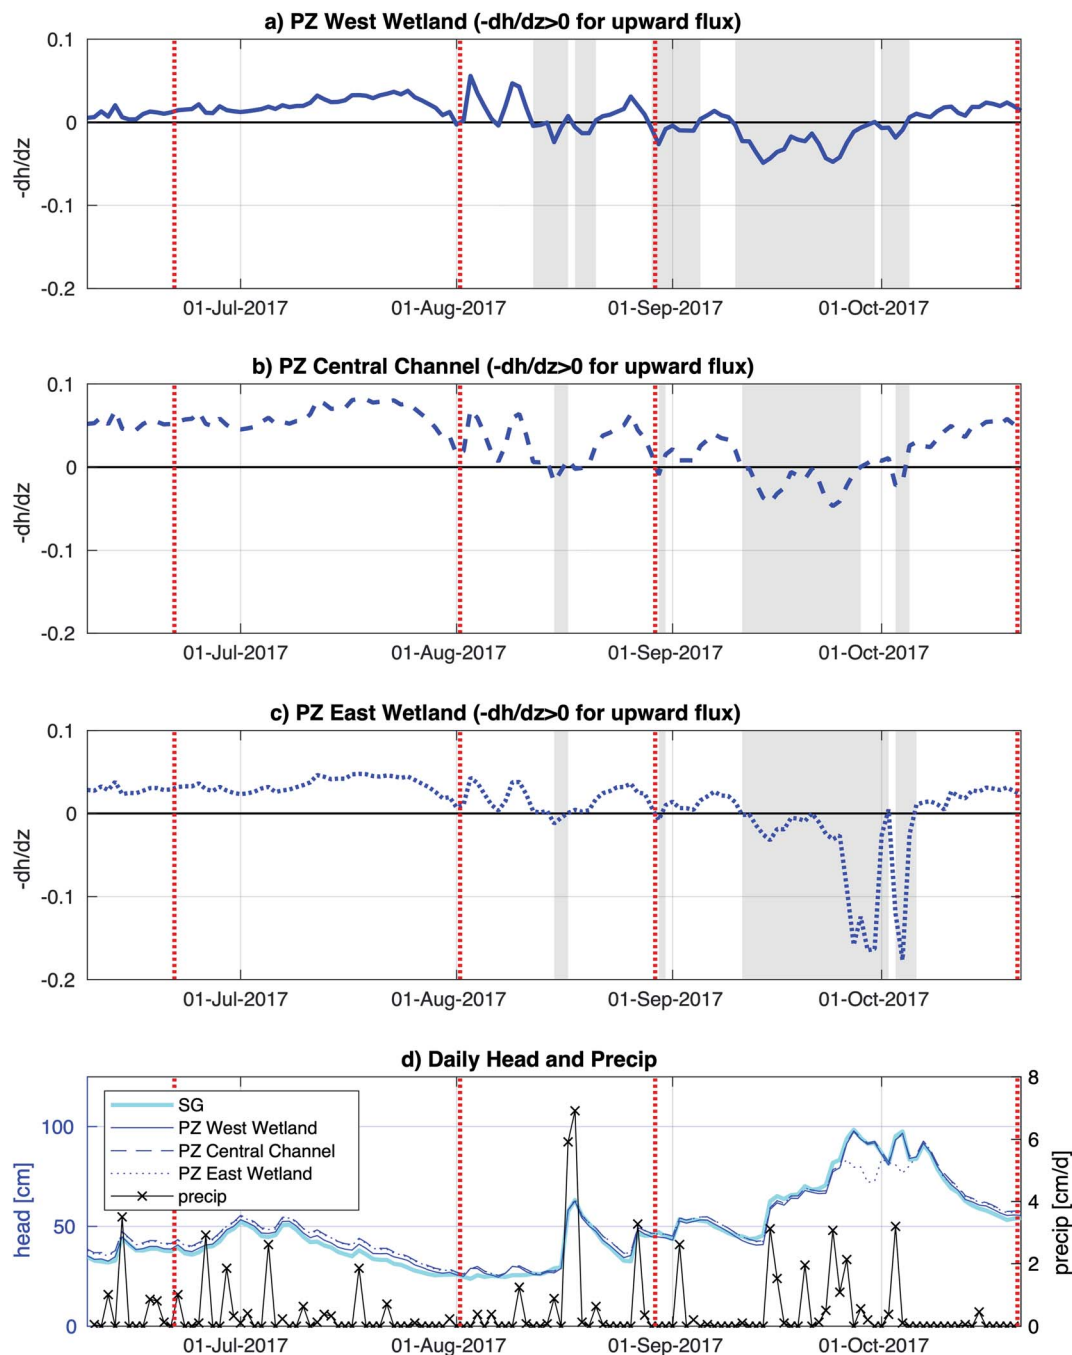 a) PZ West Wetland (-dh/dz>0 for upward flux)
0.1
0
-0.1
-0.2
-dh/dz
01-Jul-2017 01-Aug-2017 01-Sep-2017 01-Oct-2017
b) PZ Central Channel (-dh/dz>0 for upward flux)
0.1
0
-0.1
-0.2
-dh/dz
01-Jul-2017 01-Aug-2017 01-Sep-2017 01-Oct-2017
c) PZ East Wetland (-dh/dz>0 for upward flux)
0.1
0
-0.1
-0.2
-dh/dz
01-Jul-2017 01-Aug-2017 01-Sep-2017 01-Oct-2017
d) Daily Head and Precip
100
50
0
head [cm]
SG
PZ West Wetland
PZ Central Channel
PZ East Wetland
precip
8
6
4
2
0
precip [cm/d]
01-Jul-2017 01-Aug-2017 01-Sep-2017 01-Oct-2017